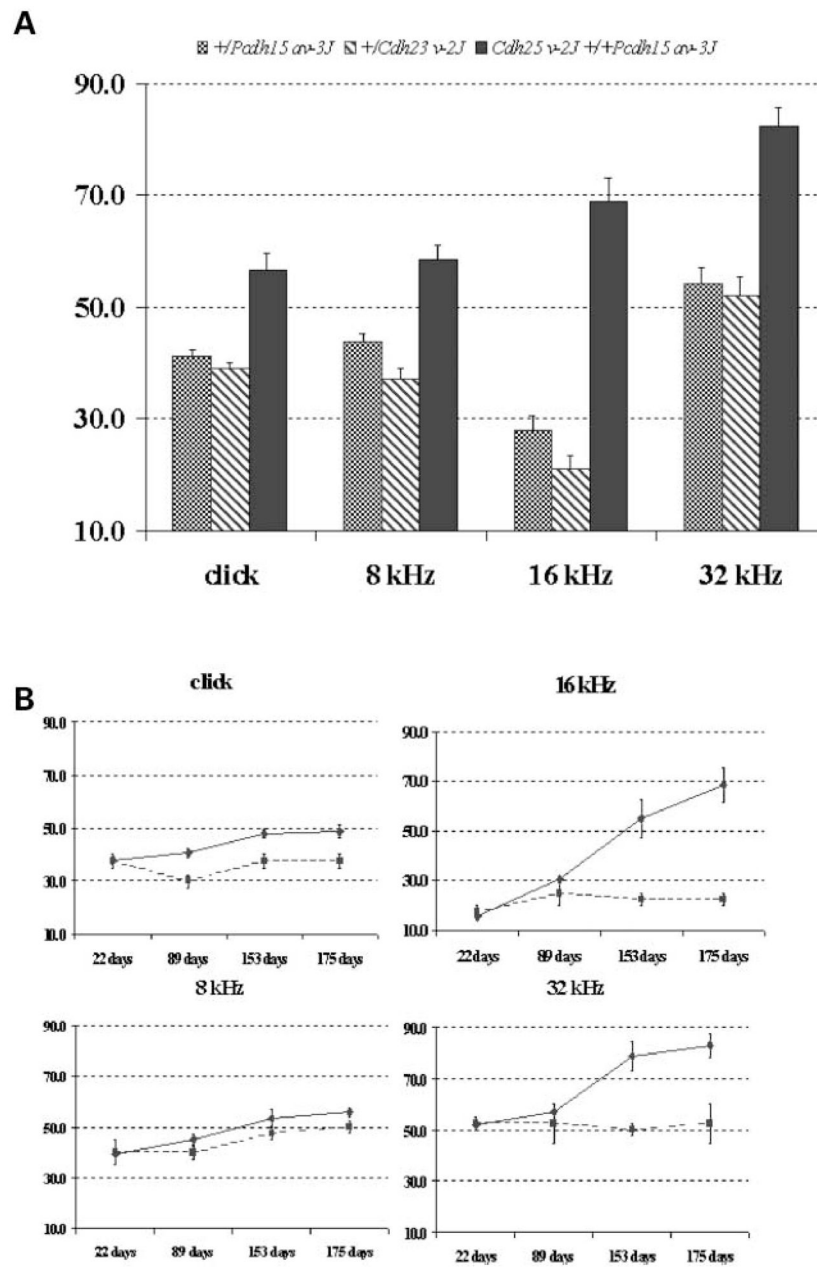 A
+/Pcdh15 av-3J +/Cdh23 v-2J Cdh25 v-2J +/+Pcdh15 av-3J
90.0
70.0
50.0
30.0
10.0
click 8 kHz 16 kHz 32 kHz
B
click
90.0
70.0
50.0
30.0
10.0
22 days 89 days 153 days 175 days
16 kHz
90.0
70.0
50.0
30.0
10.0
22 days 89 days 153 days 175 days
8 kHz
90.0
70.0
50.0
30.0
10.0
22 days 89 days 153 days 175 days
32 kHz
90.0
70.0
50.0
30.0
10.0
22 days 89 days 153 days 175 days